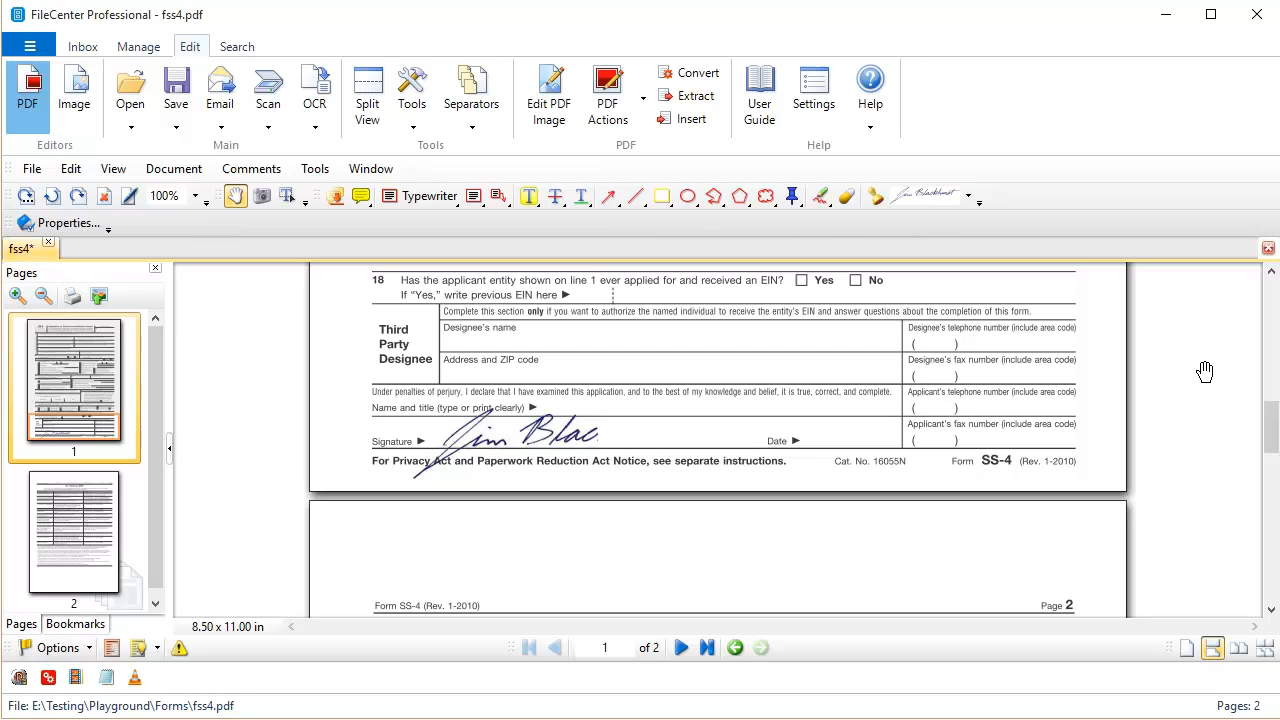 FileCenter Professional - fss4.pdf
Inbox Manage Edit Search
PDF Image Open Save Email Scan OCR Split View Tools Separators Edit PDF Image PDF Actions Convert Extract Insert User Guide Settings Help
Editors Main Tools PDF Help
File Edit View Document Comments Tools Window
100% Typewriter Jim Blackhurst
Properties...
fss4*
Pages
1
2
Pages Bookmarks
18 Has the applicant entity shown on line 1 ever applied for and received an EIN? Yes No
If “Yes,” write previous EIN here ▶
Third Party Designee
Complete this section only if you want to authorize the named individual to receive the entity's EIN and answer questions about the completion of this form.
Designee's name Designee's telephone number (include area code)
( )
Address and ZIP code Designee's fax number (include area code)
( )
Under penalties of perjury, I declare that I have examined this application, and to the best of my knowledge and belief, it is true, correct, and complete. Applicant's telephone number (include area code)
Name and title (type or print clearly) ▶ ( )
Applicant's fax number (include area code)
Signature ▶ Jim Blac Date ▶ ( )
For Privacy Act and Paperwork Reduction Act Notice, see separate instructions. Cat. No. 16055N Form SS-4 (Rev. 1-2010)
Form SS-4 (Rev. 1-2010) Page 2
8.50 x 11.00 in
Options 1 of 2
File: E:\Testing\Playground\Forms\fss4.pdf Pages: 2